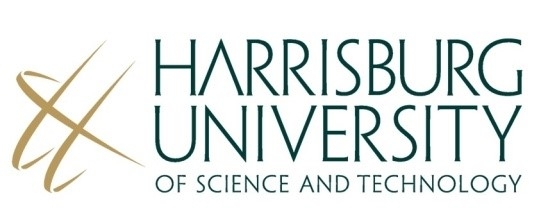 HARRISBURG
UNIVERSITY
OF SCIENCE AND TECHNOLOGY